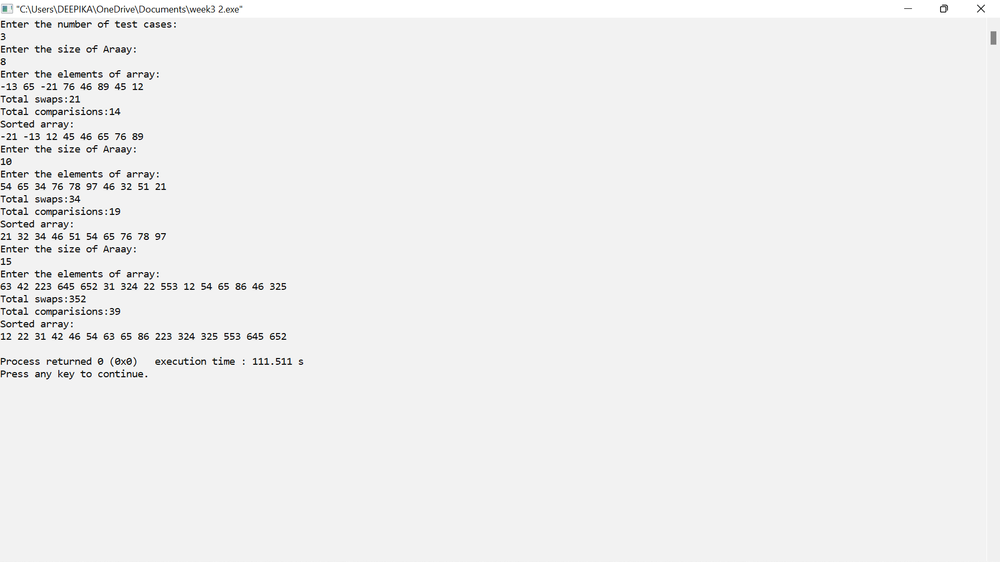 "C:\Users\DEEPIKA\OneDrive\Documents\week3 2.exe"
Enter the number of test cases:
3
Enter the size of Araay:
8
Enter the elements of array:
-13 65 -21 76 46 89 45 12
Total swaps:21
Total comparisions:14
Sorted array:
-21 -13 12 45 46 65 76 89
Enter the size of Araay:
10
Enter the elements of array:
54 65 34 76 78 97 46 32 51 21
Total swaps:34
Total comparisions:19
Sorted array:
21 32 34 46 51 54 65 76 78 97
Enter the size of Araay:
15
Enter the elements of array:
63 42 223 645 652 31 324 22 553 12 54 65 86 46 325
Total swaps:352
Total comparisions:39
Sorted array:
12 22 31 42 46 54 63 65 86 223 324 325 553 645 652
Process returned 0 (0x0)   execution time : 111.511 s
Press any key to continue.